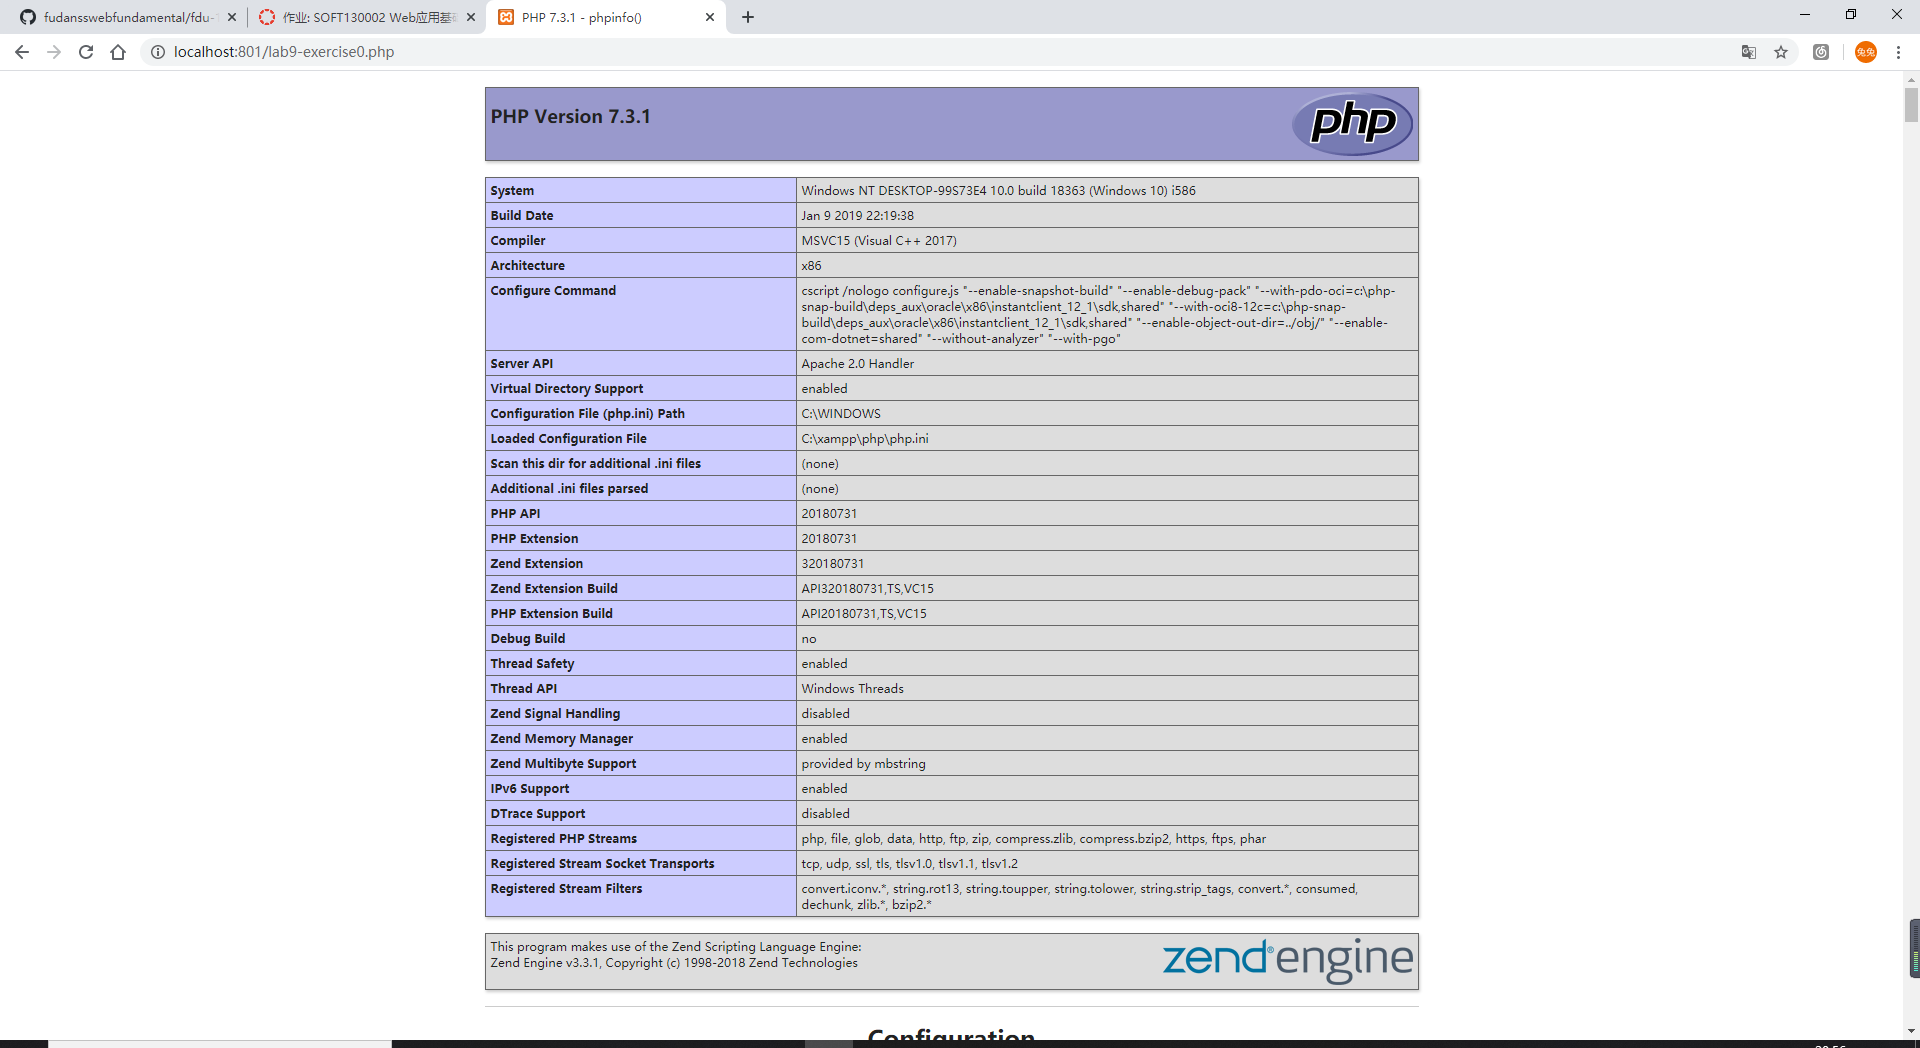 fudansswebfundamental/fdu-
作业: SOFT130002 Web应用基
PHP 7.3.1 - phpinfo()
localhost:801/lab9-exercise0.php
兔兔
PHP Version 7.3.1
php
System Windows NT DESKTOP-99S73E4 10.0 build 18363 (Windows 10) i586
Build Date Jan 9 2019 22:19:38
Compiler MSVC15 (Visual C++ 2017)
Architecture x86
Configure Command cscript /nologo configure.js "--enable-snapshot-build" "--enable-debug-pack" "--with-pdo-oci=c:\php-
snap-build\deps_aux\oracle\x86\instantclient_12_1\sdk,shared" "--with-oci8-12c=c:\php-snap-
build\deps_aux\oracle\x86\instantclient_12_1\sdk,shared" "--enable-object-out-dir=../obj/" "--enable-
com-dotnet=shared" "--without-analyzer" "--with-pgo"
Server API Apache 2.0 Handler
Virtual Directory Support enabled
Configuration File (php.ini) Path C:\WINDOWS
Loaded Configuration File C:\xampp\php\php.ini
Scan this dir for additional .ini files (none)
Additional .ini files parsed (none)
PHP API 20180731
PHP Extension 20180731
Zend Extension 320180731
Zend Extension Build API320180731,TS,VC15
PHP Extension Build API20180731,TS,VC15
Debug Build no
Thread Safety enabled
Thread API Windows Threads
Zend Signal Handling disabled
Zend Memory Manager enabled
Zend Multibyte Support provided by mbstring
IPv6 Support enabled
DTrace Support disabled
Registered PHP Streams php, file, glob, data, http, ftp, zip, compress.zlib, compress.bzip2, https, ftps, phar
Registered Stream Socket Transports tcp, udp, ssl, tls, tlsv1.0, tlsv1.1, tlsv1.2
Registered Stream Filters convert.iconv.*, string.rot13, string.toupper, string.tolower, string.strip_tags, convert.*, consumed,
dechunk, zlib.*, bzip2.*
This program makes use of the Zend Scripting Language Engine:
Zend Engine v3.3.1, Copyright (c) 1998-2018 Zend Technologies
zend®engine
Configuration